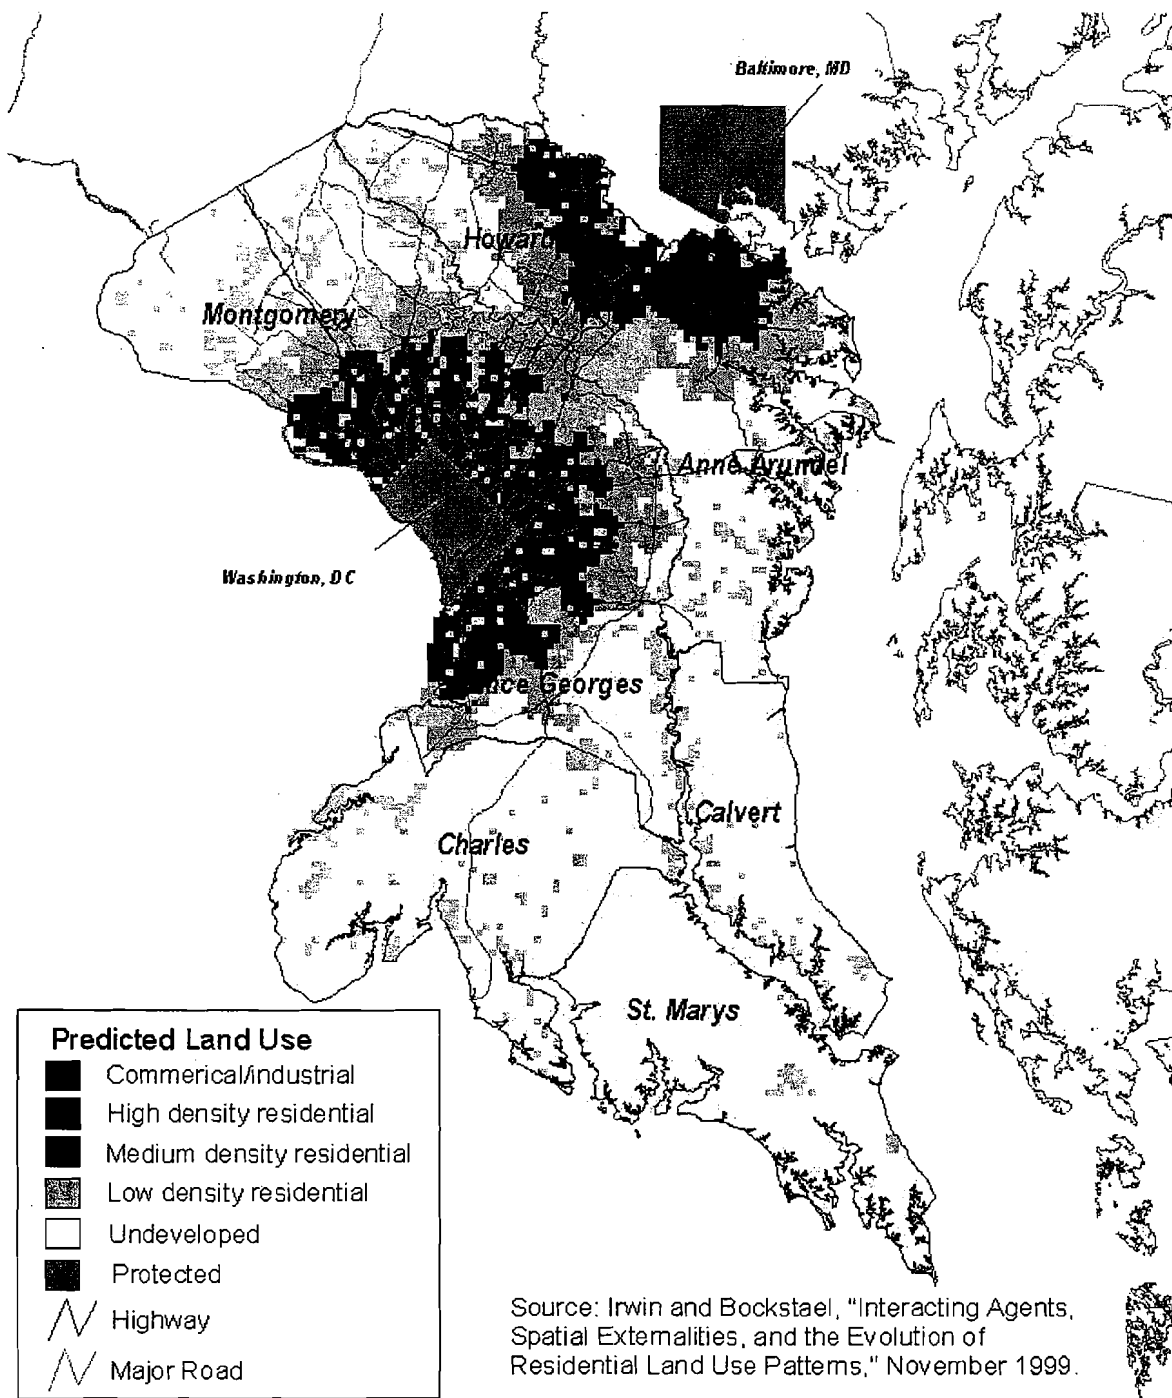 Baltimore, MD
Howard
Montgomery
Anne Arundel
Washington, DC
Georges
Calvert
Charles
St. Marys
Predicted Land Use
Commerical/industrial
High density residential
Medium density residential
Low density residential
Undeveloped
Protected
Highway
Major Road
Source: Irwin and Bockstael, "Interacting Agents,
Spatial Externalities, and the Evolution of
Residential Land Use Patterns," November 1999.